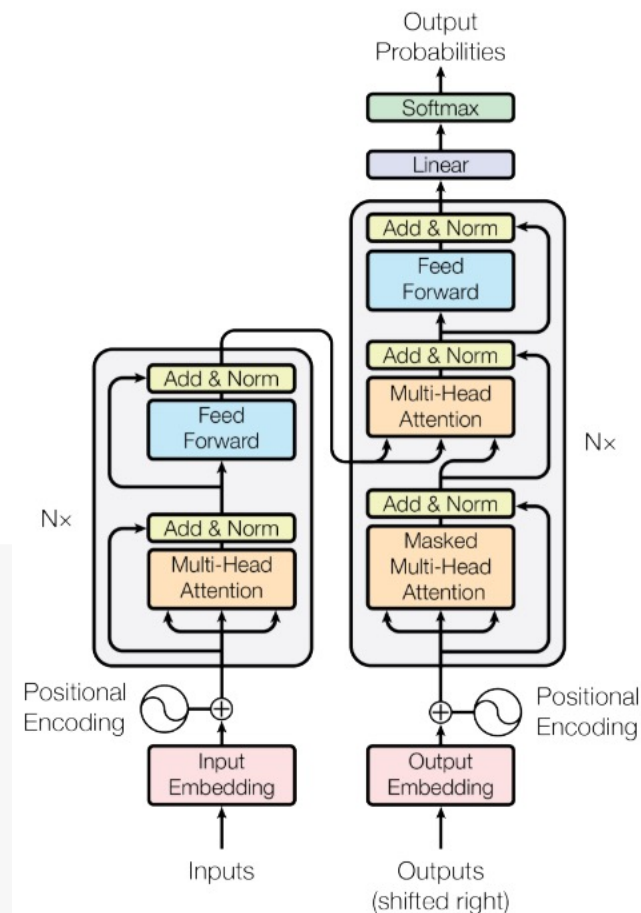 Output
Probabilities
Softmax
Linear
Add & Norm
Feed
Forward
Add & Norm
Multi-Head
Attention
Add & Norm
Masked
Multi-Head
Attention
N×
Add & Norm
Feed
Forward
Add & Norm
Multi-Head
Attention
N×
Positional
Encoding
Positional
Encoding
Input
Embedding
Output
Embedding
Inputs
Outputs
(shifted right)